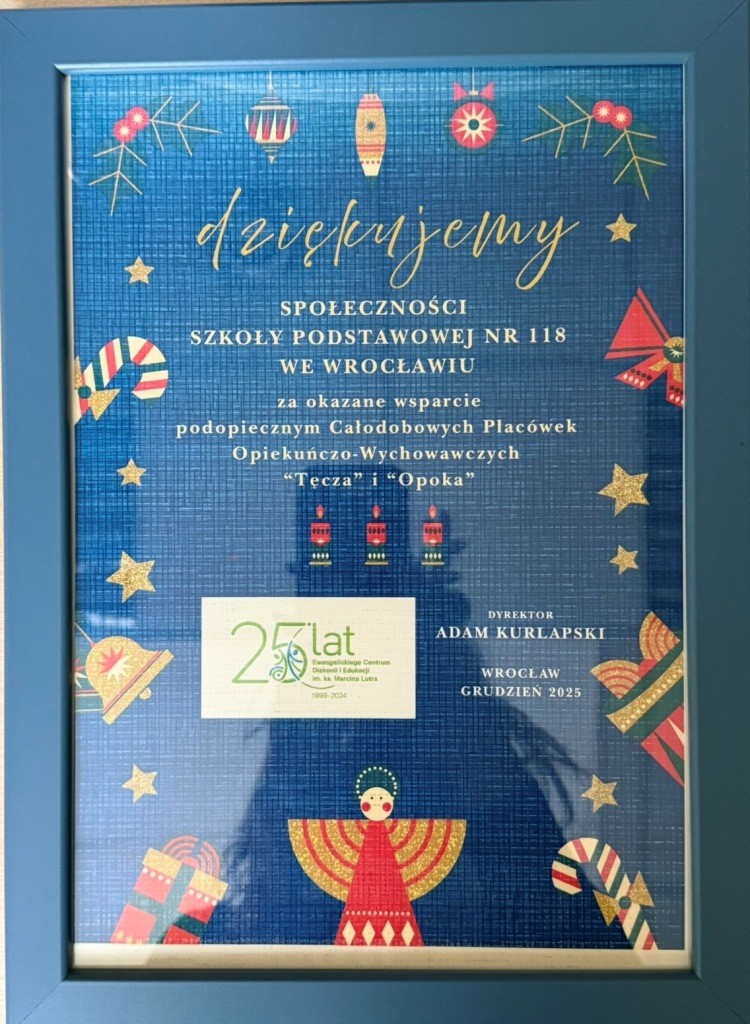 dziękujemy
SPOŁECZNOŚCI
SZKOŁY PODSTAWOWEJ NR 118
WE WROCŁAWIU
za okazane wsparcie
podopiecznym Całodobowych Placówek
Opiekuńczo-Wychowawczych
“Tęcza” i “Opoka”
25 lat
Ewangelickiego Centrum
Diakonii i Edukacji
im. ks. Marcina Lutra
1999-2024
DYREKTOR
ADAM KURLAPSKI
WROCŁAW
GRUDZIEŃ 2025